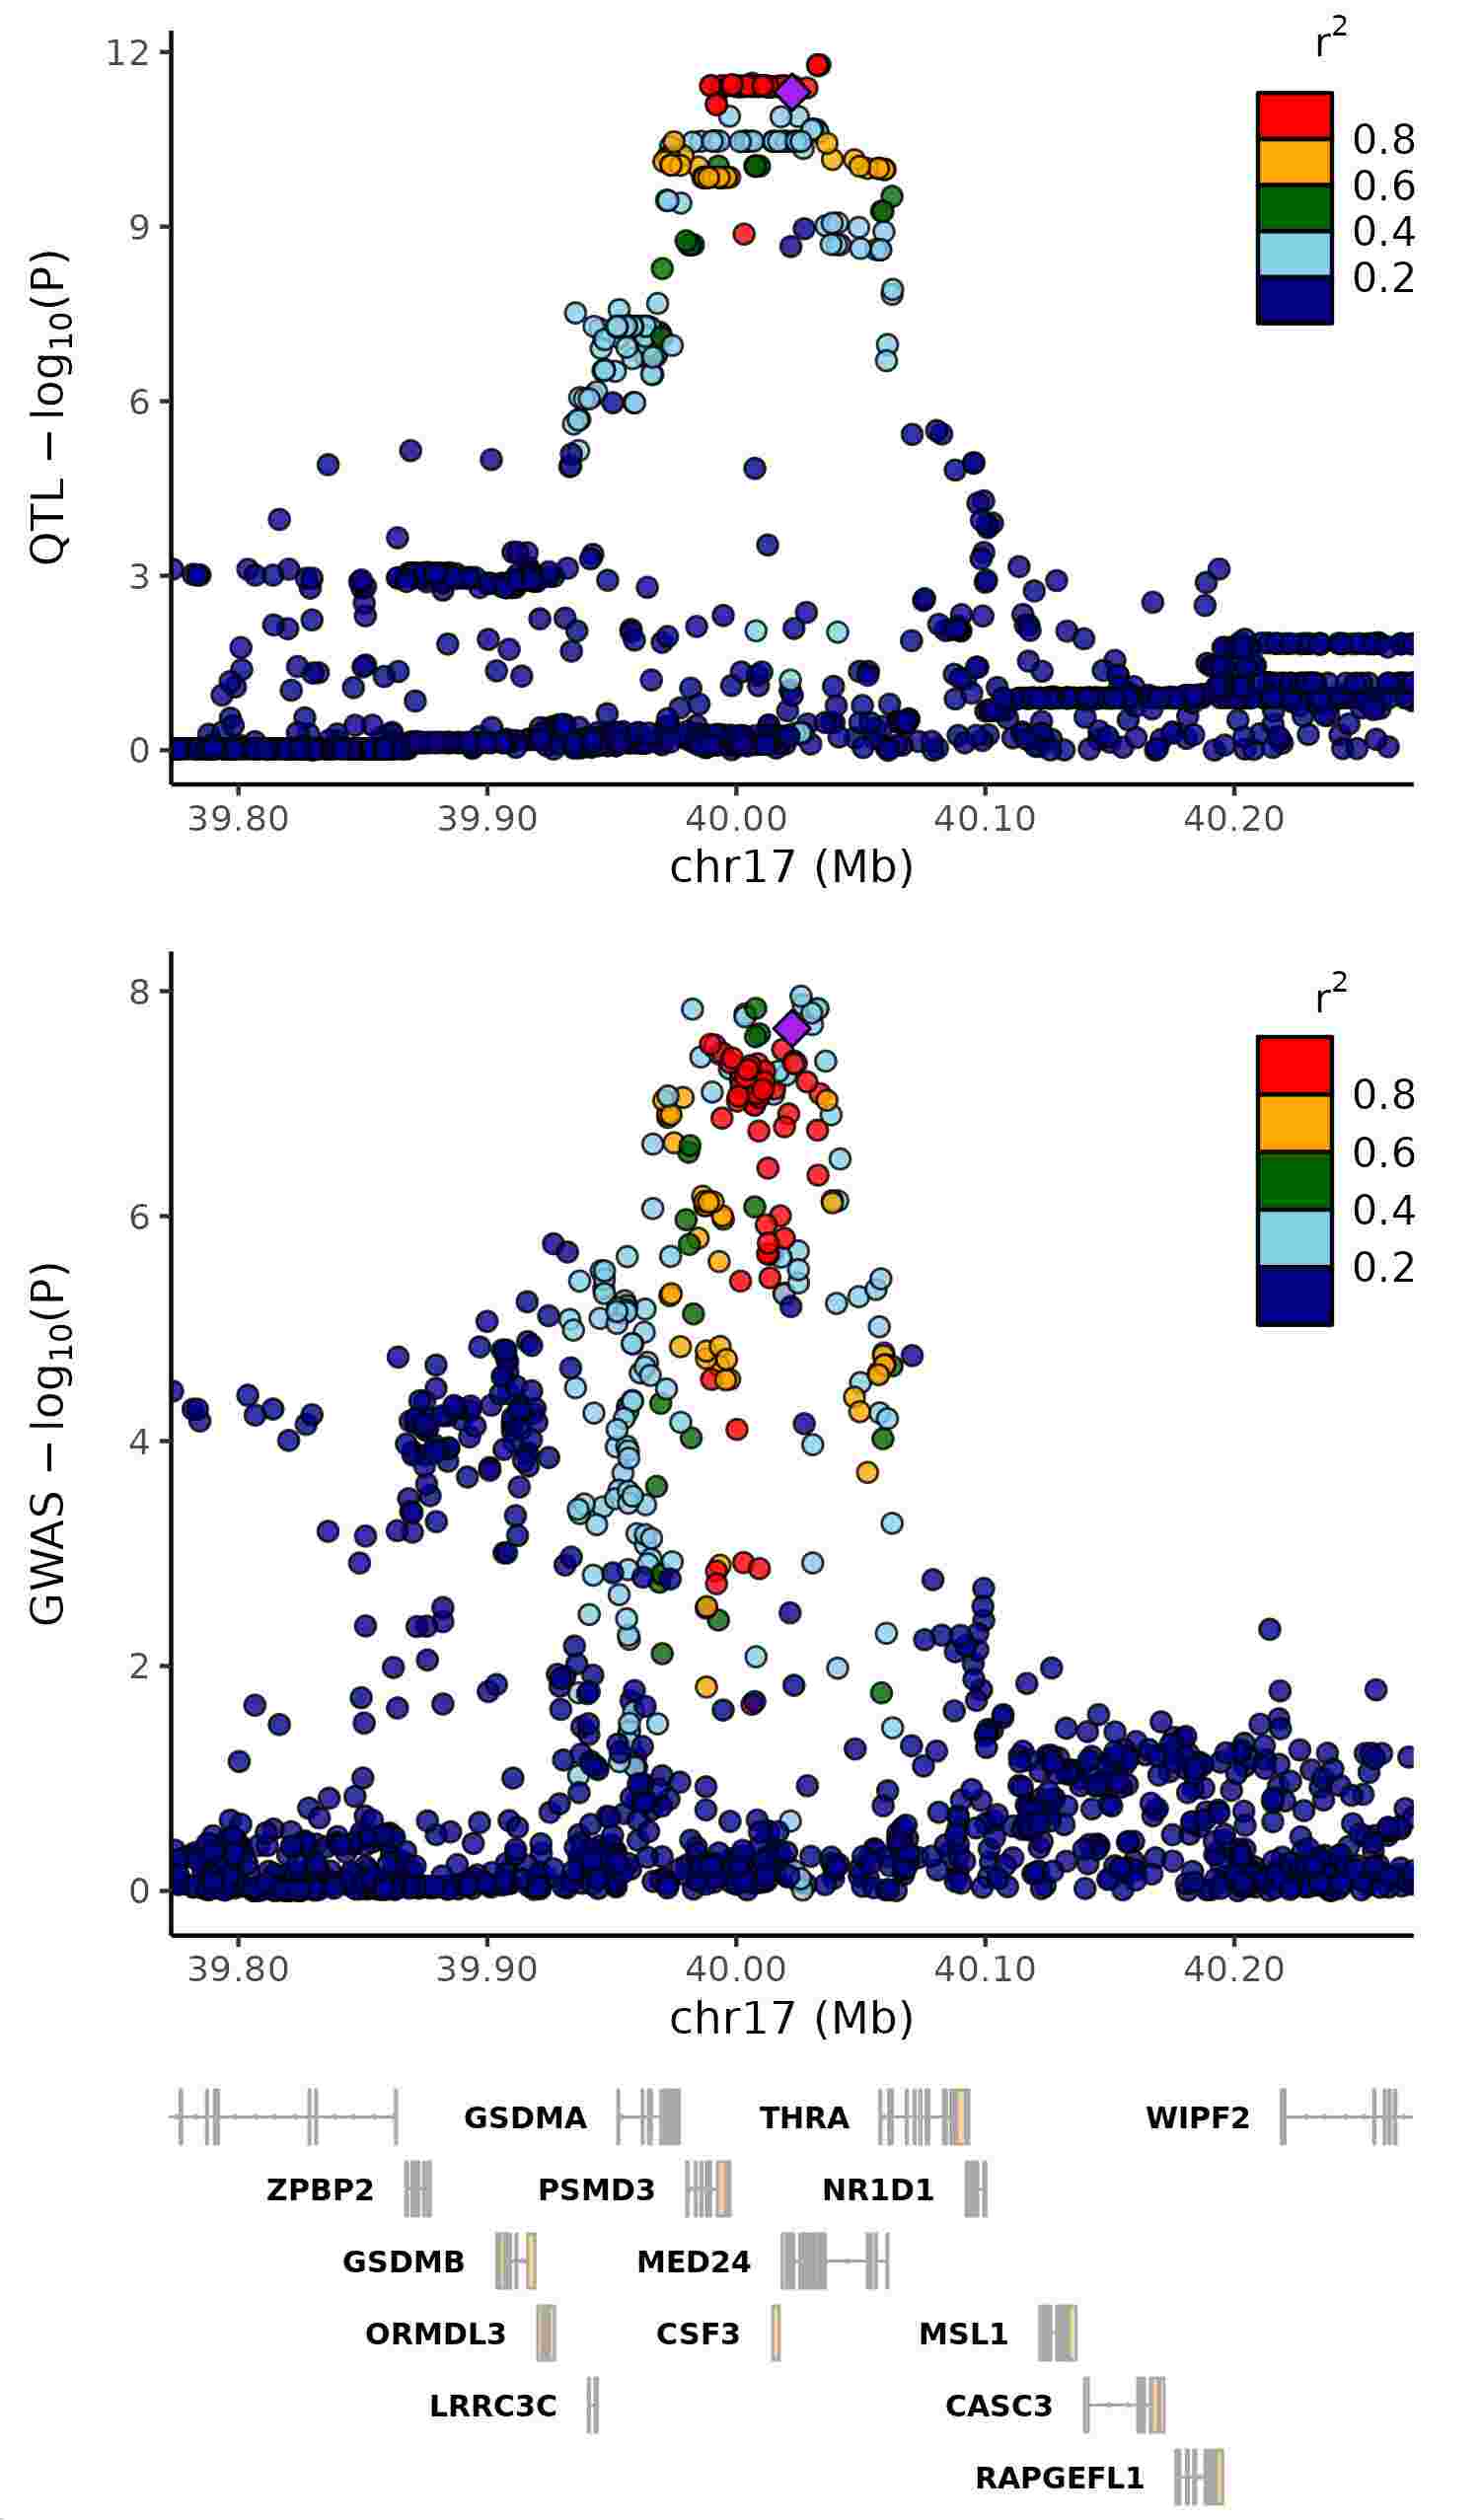 r2
12
9
6
3
0
QTL −log10(P)
0.8
0.6
0.4
0.2
39.80 39.90 40.00 40.10 40.20
chr17 (Mb)
r2
8
6
4
2
0
GWAS −log10(P)
0.8
0.6
0.4
0.2
39.80 39.90 40.00 40.10 40.20
chr17 (Mb)
GSDMA THRA WIPF2
ZPBP2 PSMD3 NR1D1
GSDMB MED24
ORMDL3 CSF3 MSL1
LRRC3C CASC3
RAPGEFL1